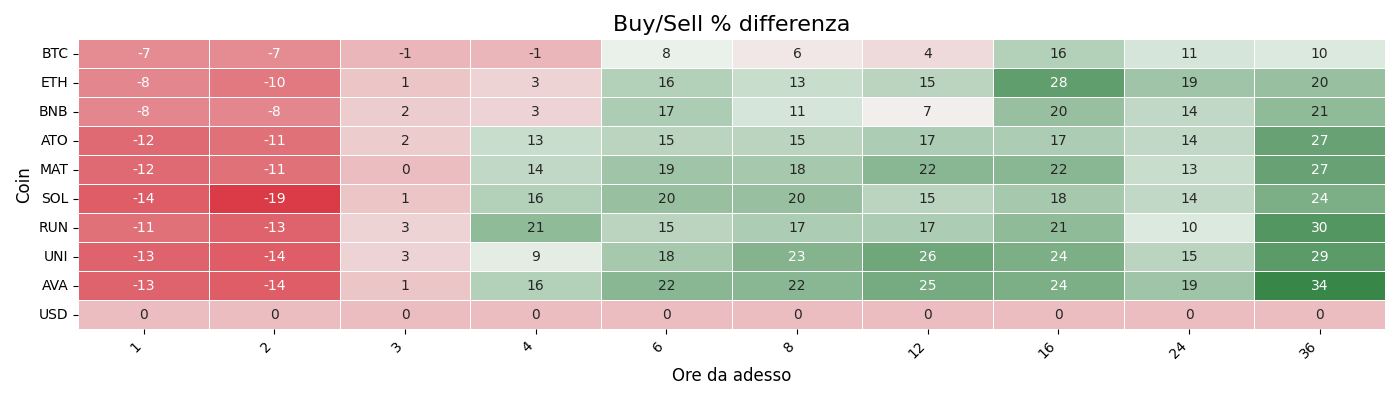 Buy/Sell % differenza
Coin
BTC -7 -7 -1 -1 8 6 4 16 11 10
ETH -8 -10 1 3 16 13 15 28 19 20
BNB -8 -8 2 3 17 11 7 20 14 21
ATO -12 -11 2 13 15 15 17 17 14 27
MAT -12 -11 0 14 19 18 22 22 13 27
SOL -14 -19 1 16 20 20 15 18 14 24
RUN -11 -13 3 21 15 17 17 21 10 30
UNI -13 -14 3 9 18 23 26 24 15 29
AVA -13 -14 1 16 22 22 25 24 19 34
USD 0 0 0 0 0 0 0 0 0 0
1 2 3 4 6 8 12 16 24 36
Ore da adesso